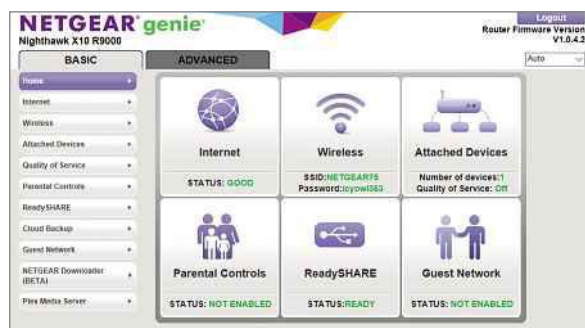 NETGEAR® genie®
Nighthawk X10 R9000
Logout
Router Firmware Version
V1.0.4.2
BASIC
ADVANCED
Auto
Home
Internet
Wireless
Attached Devices
Quality of Service
Parental Controls
ReadySHARE
Cloud Backup
Guest Network
NETGEAR Downloader
(BETA)
Plex Media Server
Internet
STATUS: GOOD
Wireless
SSID:NETGEAR75
Attached Devices
Number of devices:1
Quality of Service: Off
Parental Controls
STATUS: NOT ENABLED
ReadySHARE
STATUS:READY
Guest Network
STATUS: NOT ENABLED